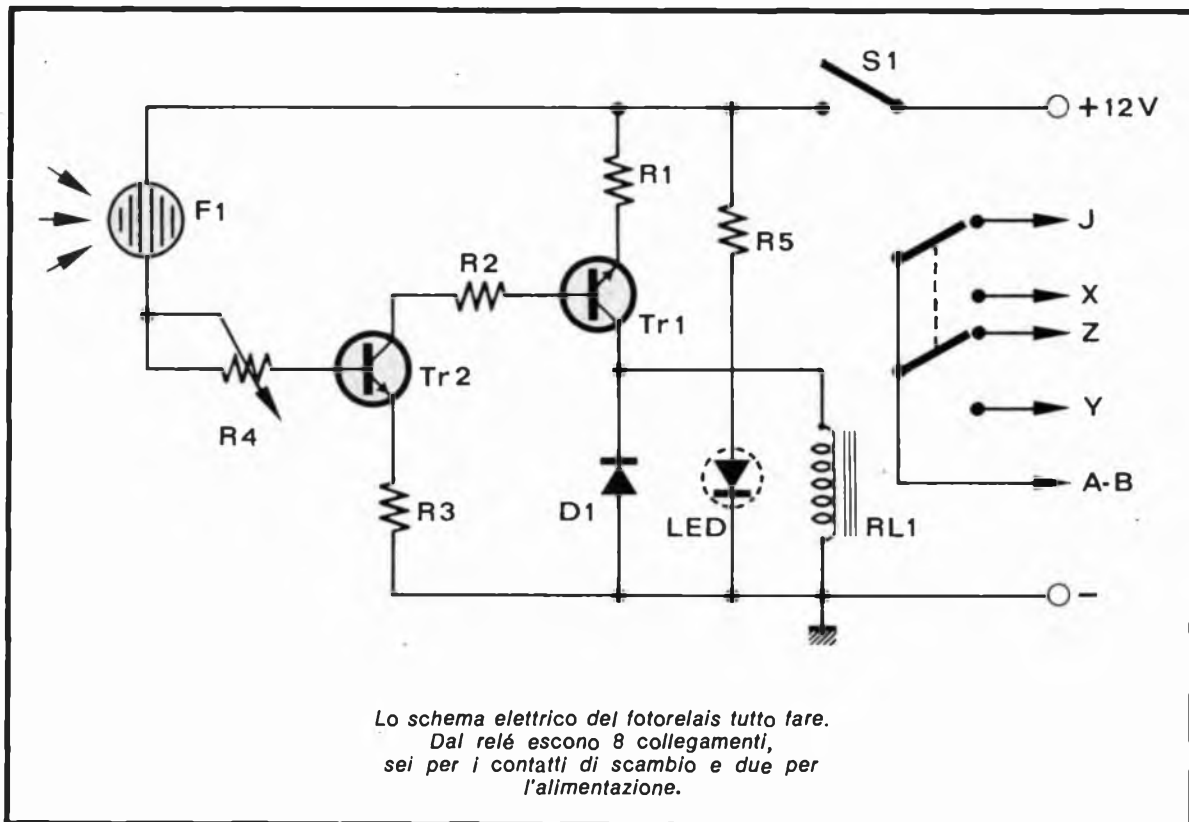 S1
+12V
R1
F1
J
R5
R2
X
Tr1
Z
Tr2
Y
R4
A-B
R3
D1
LED
RL1
−
Lo schema elettrico del fotorelais tutto fare.
Dal relé escono 8 collegamenti,
sei per i contatti di scambio e due per
l'alimentazione.